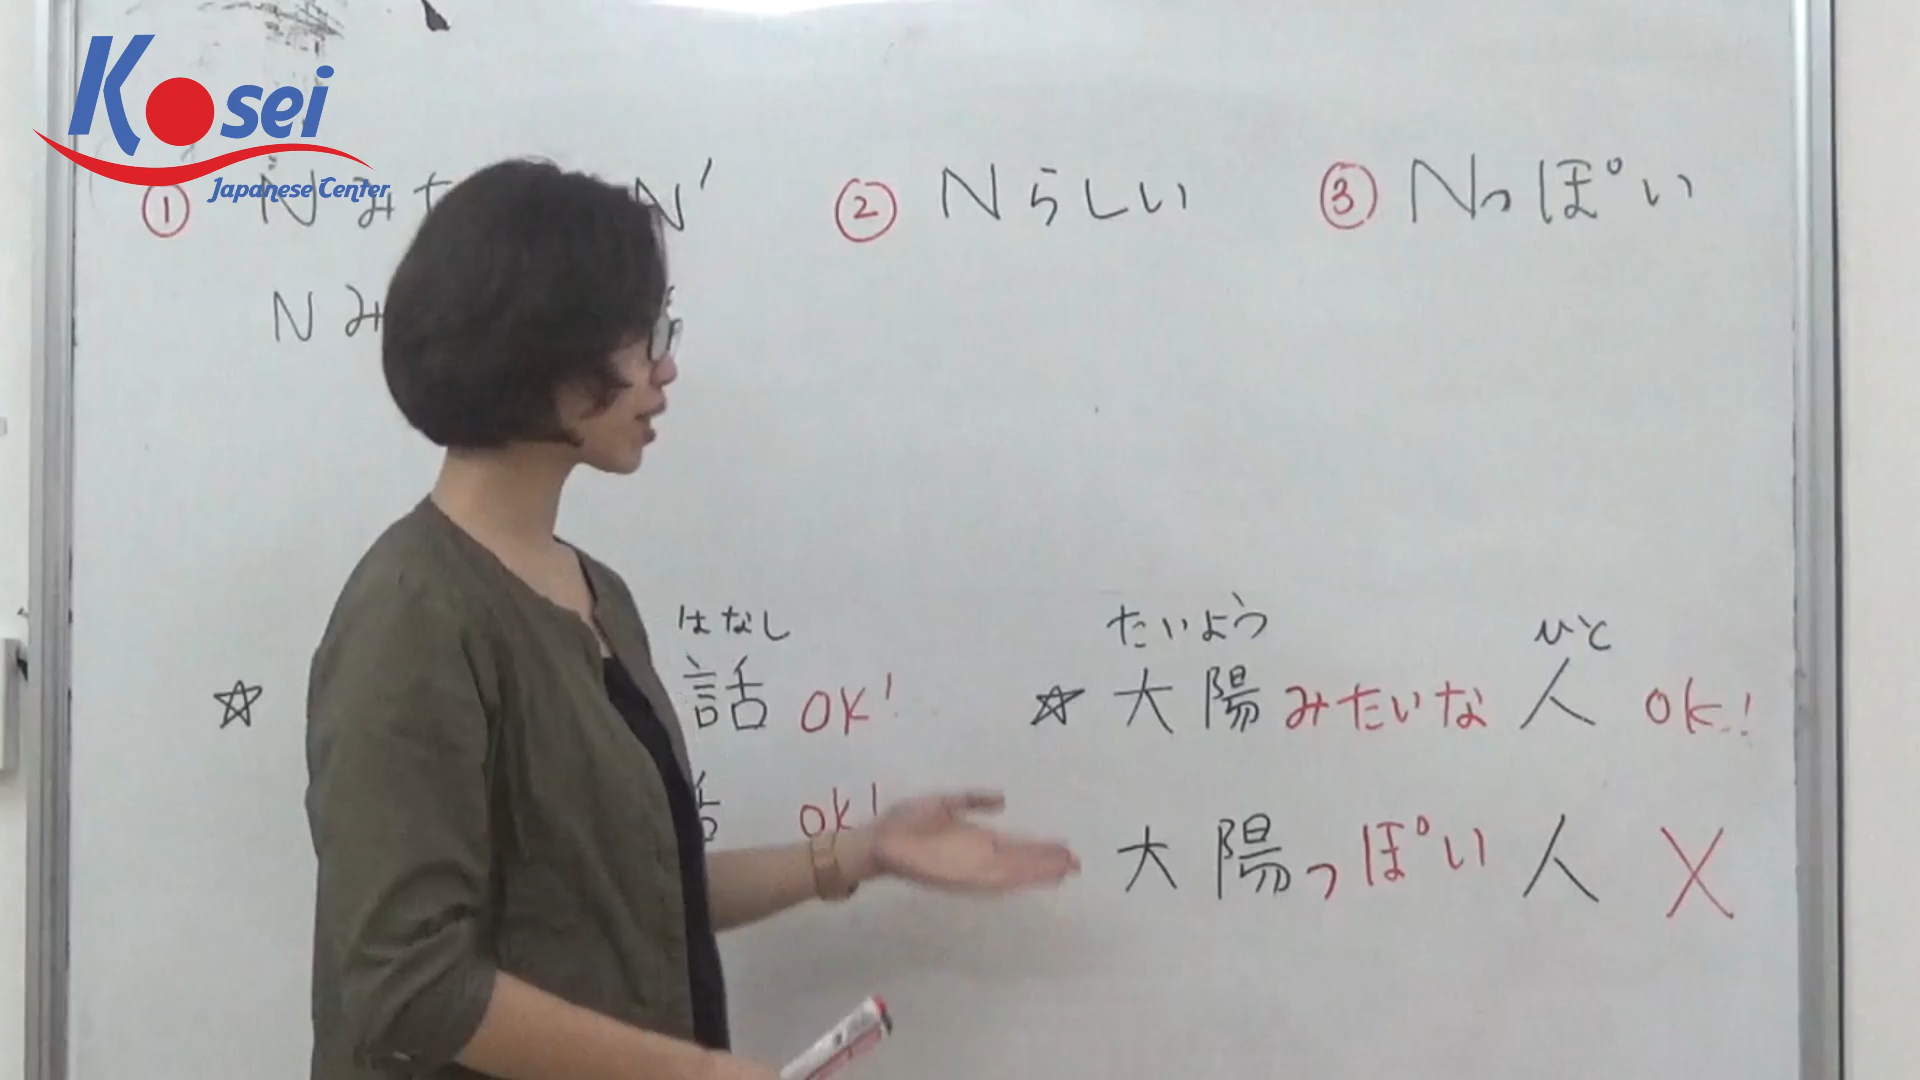 Kosei
Japanese Center
① Nみ N' ② Nらしい ③ Nっぽい
Nみ
はなし たいよう ひと
☆ 話 OK! ☆ 大陽みたいな人 OK!
OK! 大陽っぽい人 X